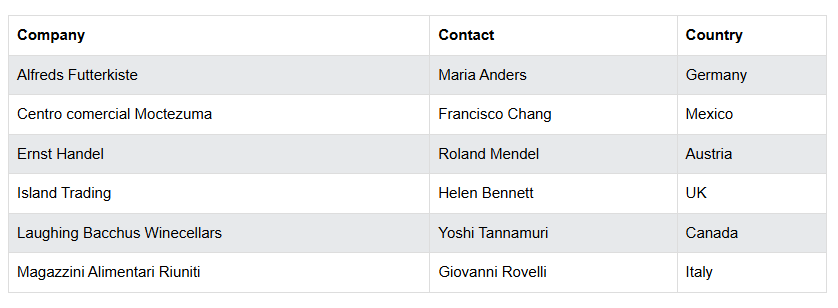 Company Contact Country
Alfreds Futterkiste Maria Anders Germany
Centro comercial Moctezuma Francisco Chang Mexico
Ernst Handel Roland Mendel Austria
Island Trading Helen Bennett UK
Laughing Bacchus Winecellars Yoshi Tannamuri Canada
Magazzini Alimentari Riuniti Giovanni Rovelli Italy